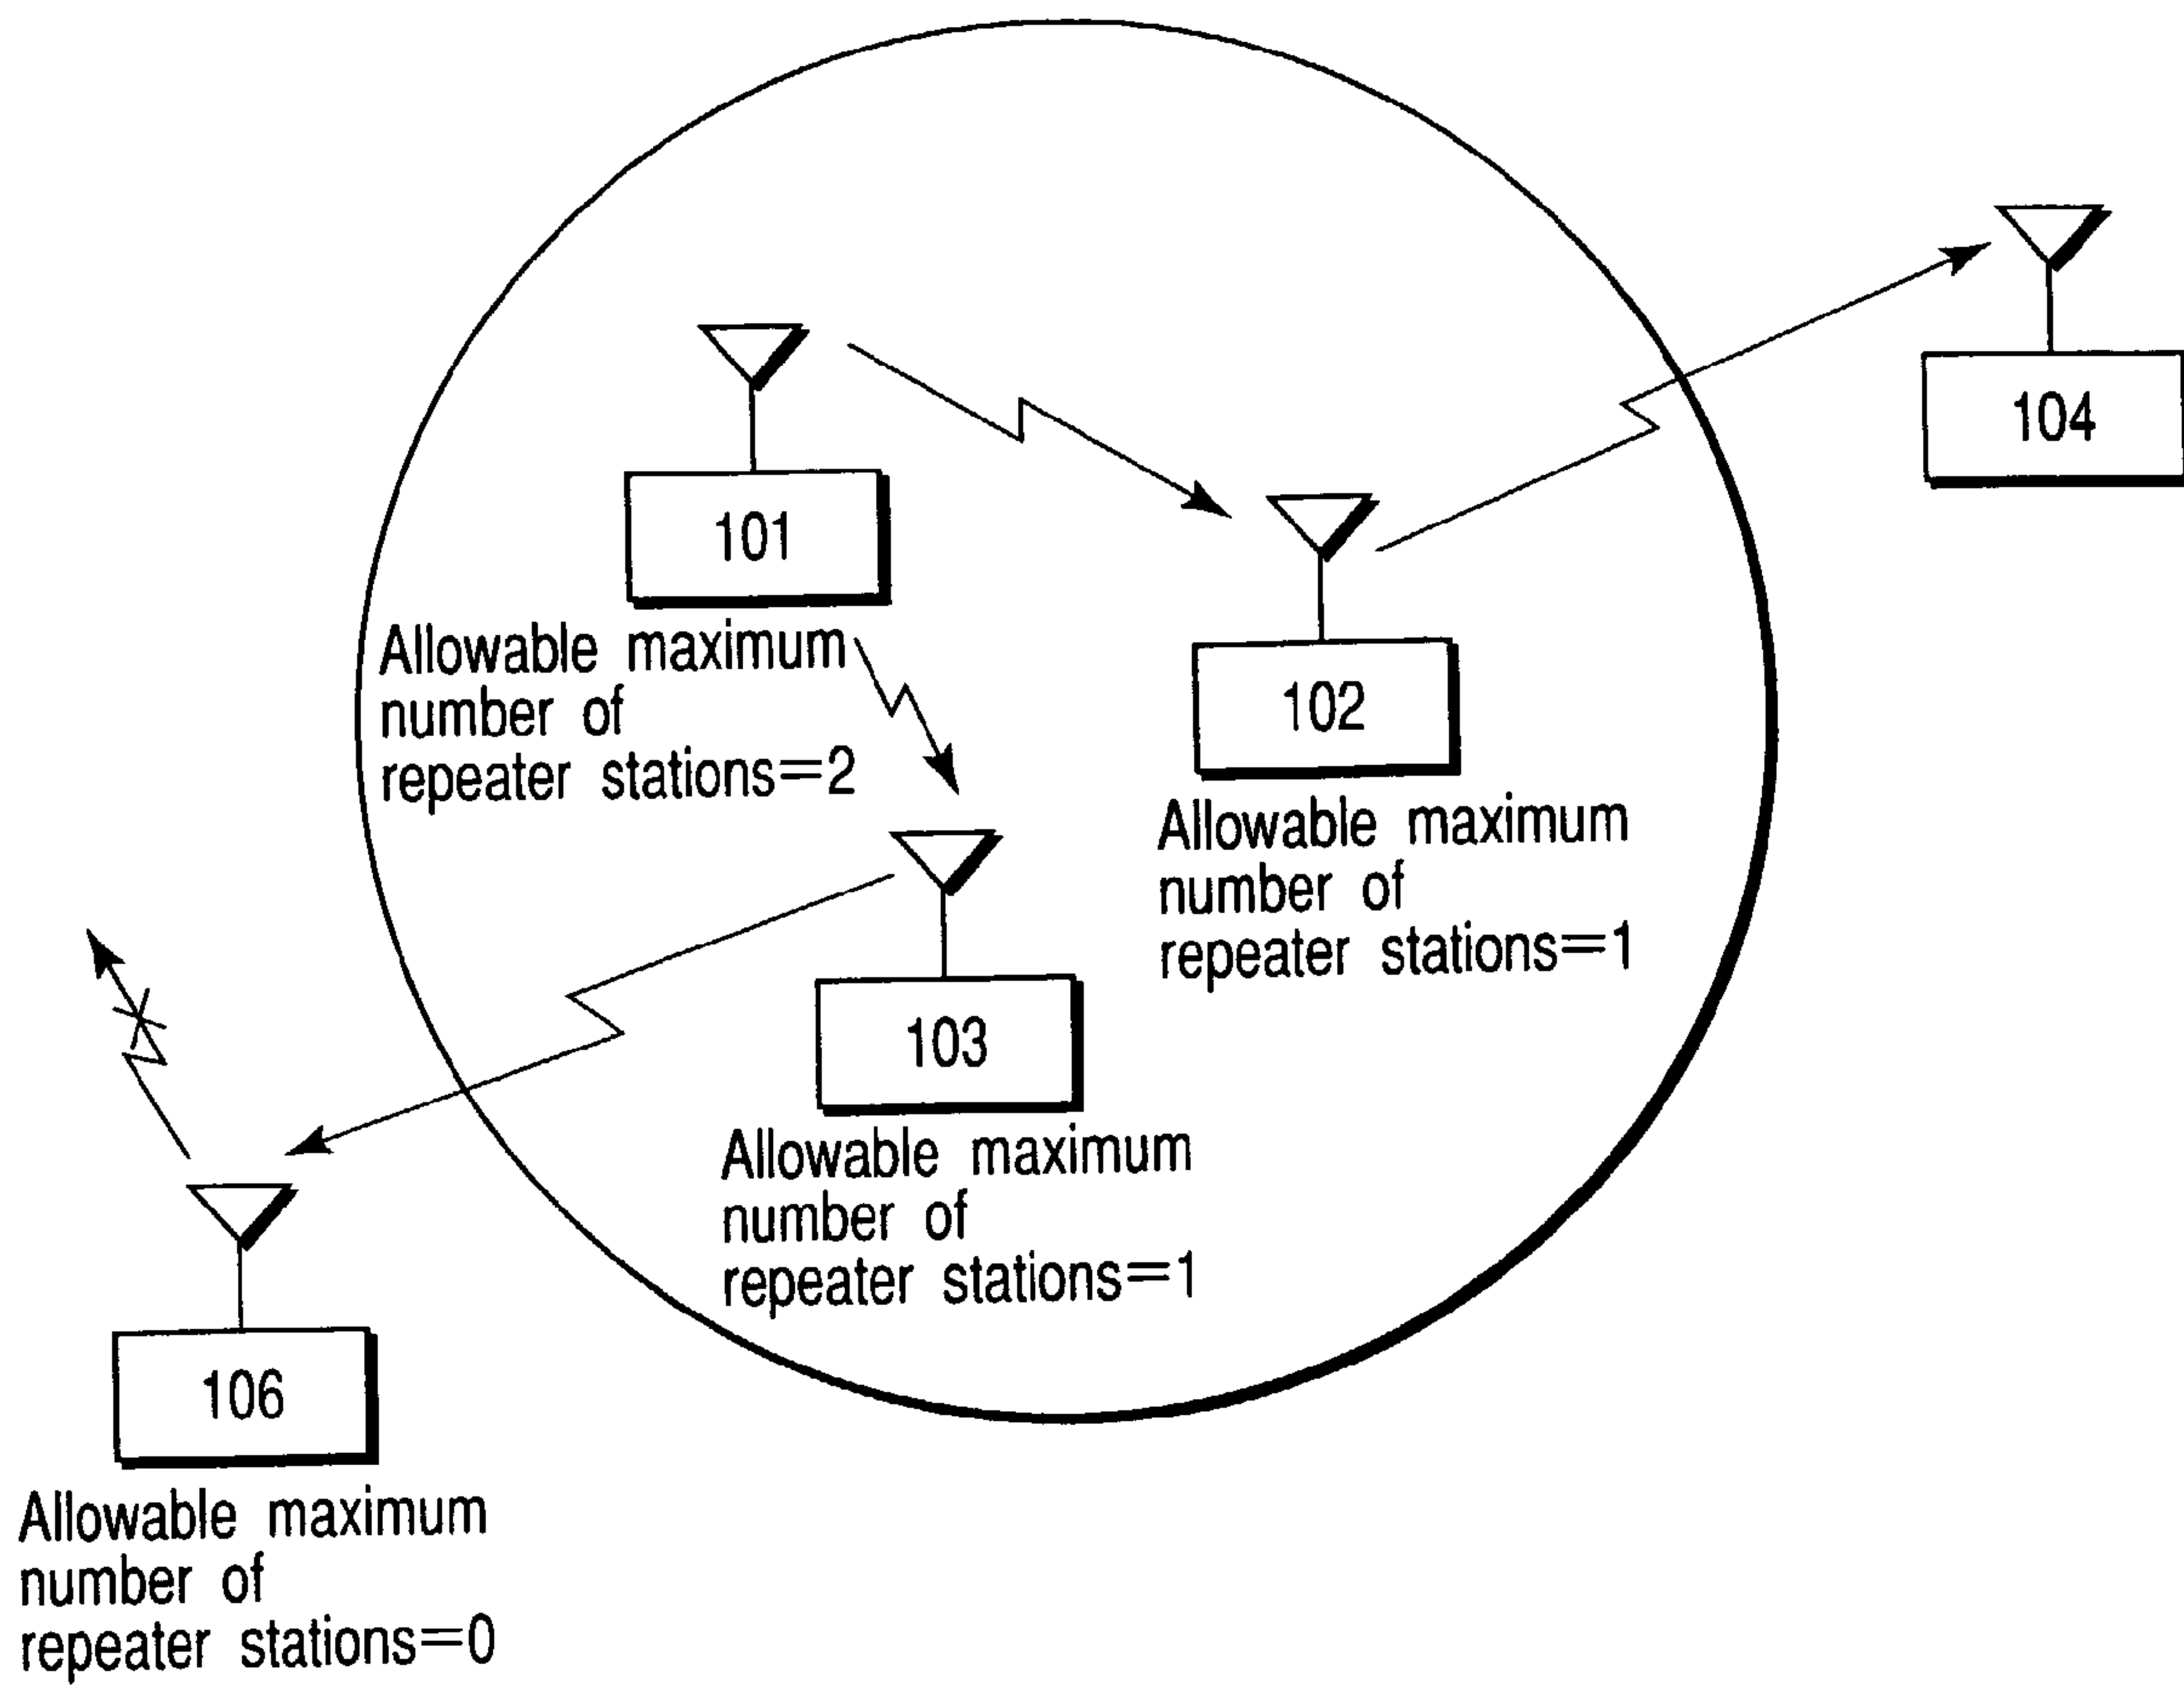 104
101
Allowable maximum
number of
repeater stations=2
102
Allowable maximum
number of
repeater stations=1
103
Allowable maximum
number of
repeater stations=1
106
Allowable maximum
number of
repeater stations=0